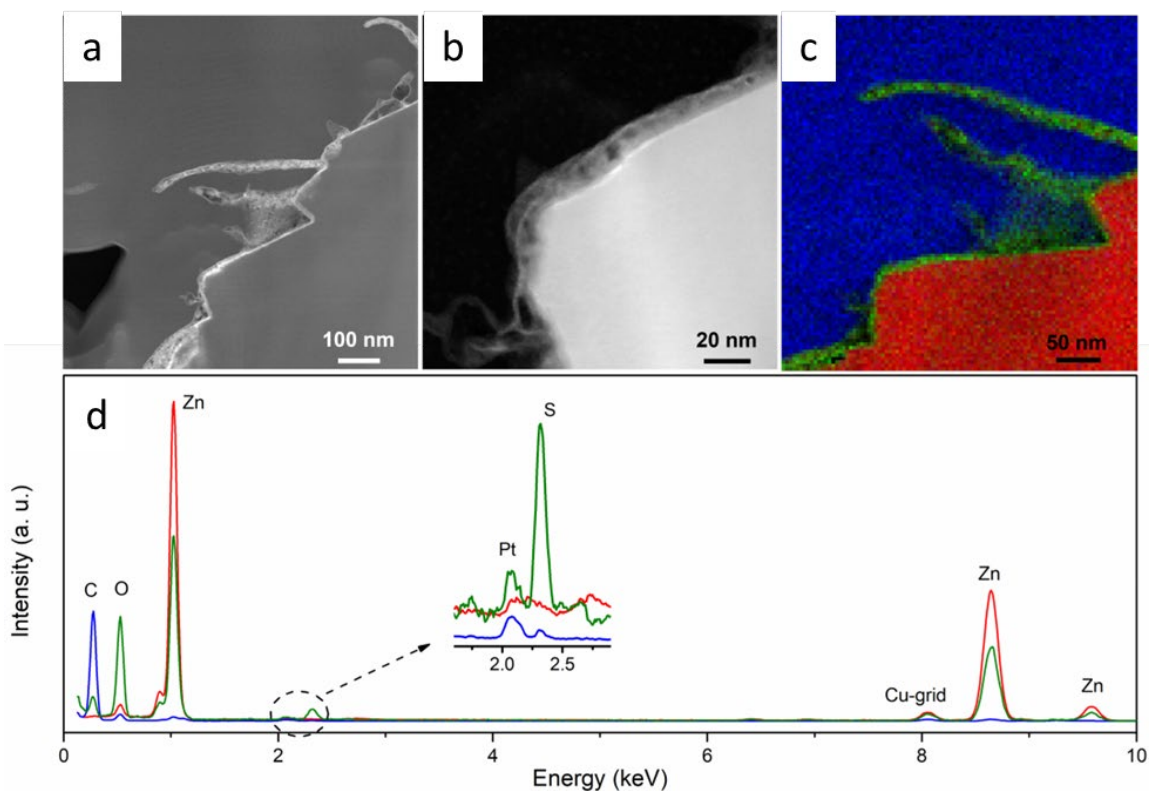 a
b
c
100 nm
20 nm
50 nm
d
Zn
S
C
O
Pt
Zn
2.0 2.5
Cu-grid
Zn
0 2 4 6 8 10
Intensity (a. u.)
Energy (keV)